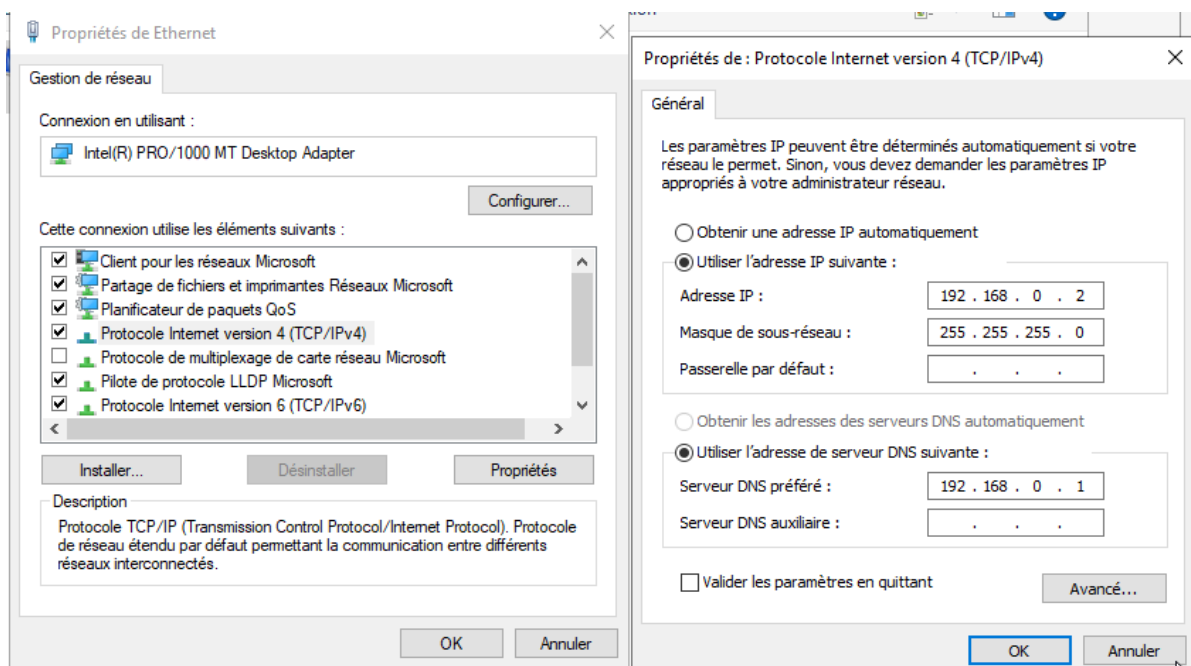 Propriétés de Ethernet
Gestion de réseau
Connexion en utilisant :
Intel(R) PRO/1000 MT Desktop Adapter
Configurer...
Cette connexion utilise les éléments suivants :
Client pour les réseaux Microsoft
Partage de fichiers et imprimantes Réseaux Microsoft
Planificateur de paquets QoS
Protocole Internet version 4 (TCP/IPv4)
Protocole de multiplexage de carte réseau Microsoft
Pilote de protocole LLDP Microsoft
Protocole Internet version 6 (TCP/IPv6)
Installer...
Désinstaller
Propriétés
Description
Protocole TCP/IP (Transmission Control Protocol/Internet Protocol). Protocole
de réseau étendu par défaut permettant la communication entre différents
réseaux interconnectés.
OK
Annuler
Propriétés de : Protocole Internet version 4 (TCP/IPv4)
Général
Les paramètres IP peuvent être déterminés automatiquement si votre
réseau le permet. Sinon, vous devez demander les paramètres IP
appropriés à votre administrateur réseau.
Obtenir une adresse IP automatiquement
Utiliser l'adresse IP suivante :
Adresse IP : 192 . 168 . 0 . 2
Masque de sous-réseau : 255 . 255 . 255 . 0
Passerelle par défaut : . . .
Obtenir les adresses des serveurs DNS automatiquement
Utiliser l'adresse de serveur DNS suivante :
Serveur DNS préféré : 192 . 168 . 0 . 1
Serveur DNS auxiliaire : . . .
Valider les paramètres en quittant
Avancé...
OK
Annuler